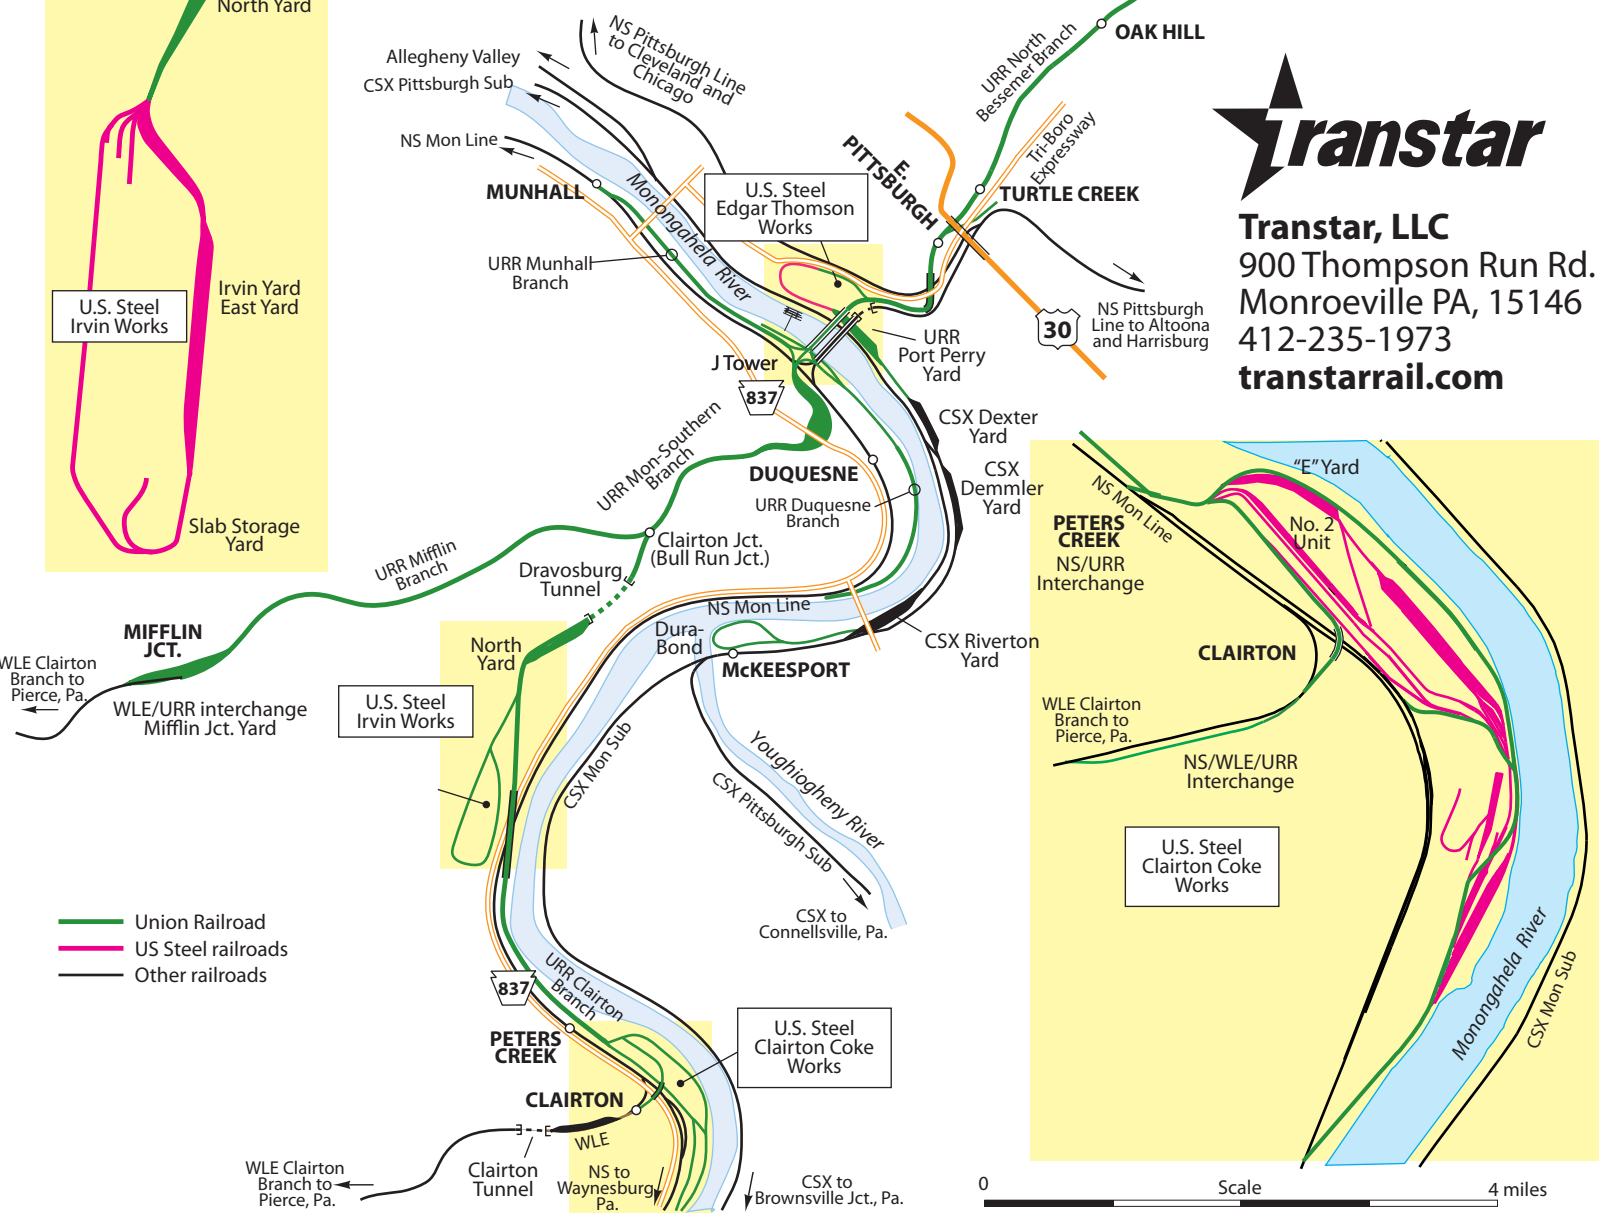 North Yard
U.S. Steel
Irvin Works
Irvin Yard
East Yard
Slab Storage
Yard
Allegheny Valley
CSX Pittsburgh Sub
NS Mon Line
NS Pittsburgh Line
to Cleveland and
Chicago
MUNHALL
URR Munhall
Branch
Monongahela River
U.S. Steel
Edgar Thomson
Works
E.
PITTSBURGH
URR North
Bessemer Branch
OAK HILL
Tri-Boro
Expressway
TURTLE CREEK
30
NS Pittsburgh
Line to Altoona
and Harrisburg
URR
Port Perry
Yard
J Tower
837
CSX Dexter
Yard
CSX
Demmler
Yard
DUQUESNE
URR Duquesne
Branch
URR Mon-Southern
Branch
Clairton Jct.
(Bull Run Jct.)
Dravosburg
Tunnel
URR Mifflin
Branch
MIFFLIN
JCT.
WLE Clairton
Branch to
Pierce, Pa.
WLE/URR interchange
Mifflin Jct. Yard
North
Yard
U.S. Steel
Irvin Works
NS Mon Line
Dura-
Bond
McKEESPORT
CSX Riverton
Yard
CSX Mon Sub
Youghiogheny River
CSX Pittsburgh Sub
CSX to
Connellsville, Pa.
Union Railroad
US Steel railroads
Other railroads
837
URR Clairton
Branch
PETERS
CREEK
U.S. Steel
Clairton Coke
Works
CLAIRTON
WLE
Clairton
Tunnel
WLE Clairton
Branch to
Pierce, Pa.
NS to
Waynesburg
Pa.
CSX to
Brownsville Jct., Pa.
Transtar
Transtar, LLC
900 Thompson Run Rd.
Monroeville PA, 15146
412-235-1973
transtarrail.com
"E" Yard
NS Mon Line
No. 2
Unit
PETERS
CREEK
NS/URR
Interchange
CLAIRTON
WLE Clairton
Branch to
Pierce, Pa.
NS/WLE/URR
Interchange
U.S. Steel
Clairton Coke
Works
Monongahela River
CSX Mon Sub
0
Scale
4 miles